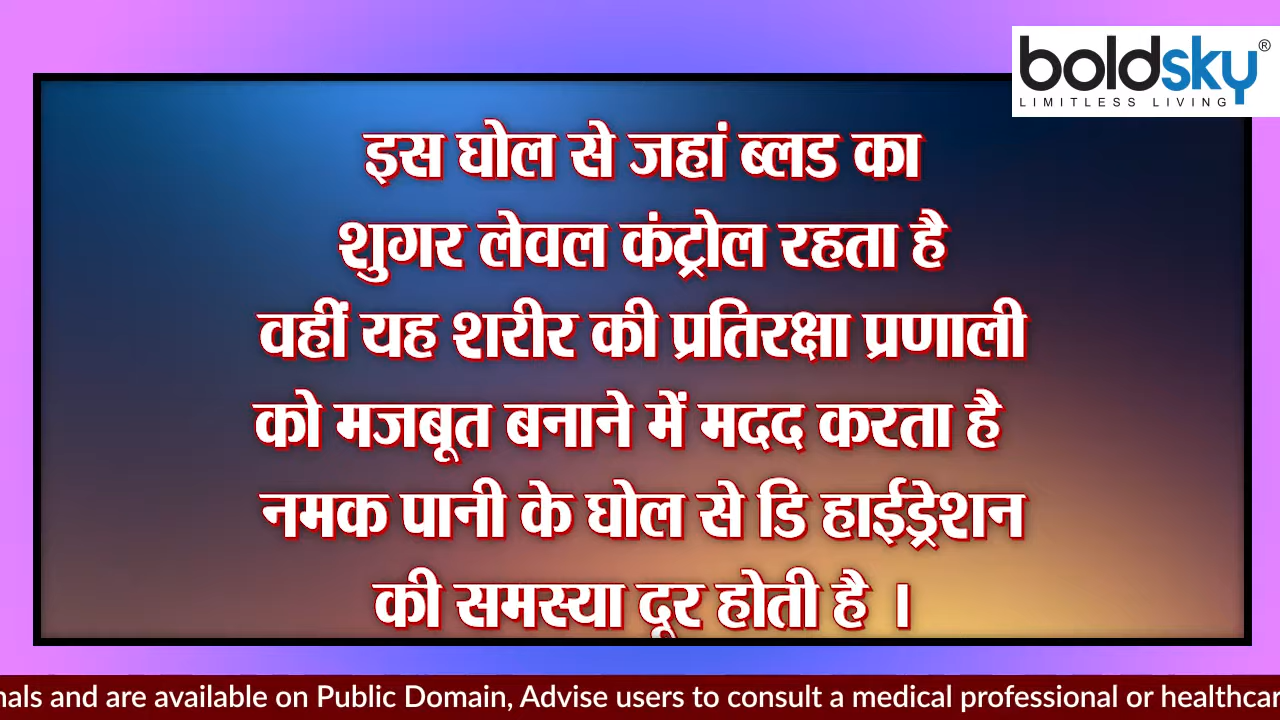 boldsky®
LIMITLESS LIVING
इस घोल से जहां ब्लड का
शुगर लेवल कंट्रोल रहता है
वहीं यह शरीर की प्रतिरक्षा प्रणाली
को मजबूत बनाने में मदद करता है
नमक पानी के घोल से डि हाईड्रेशन
की समस्या दूर होती है ।
nals and are available on Public Domain, Advise users to consult a medical professional or healthcar